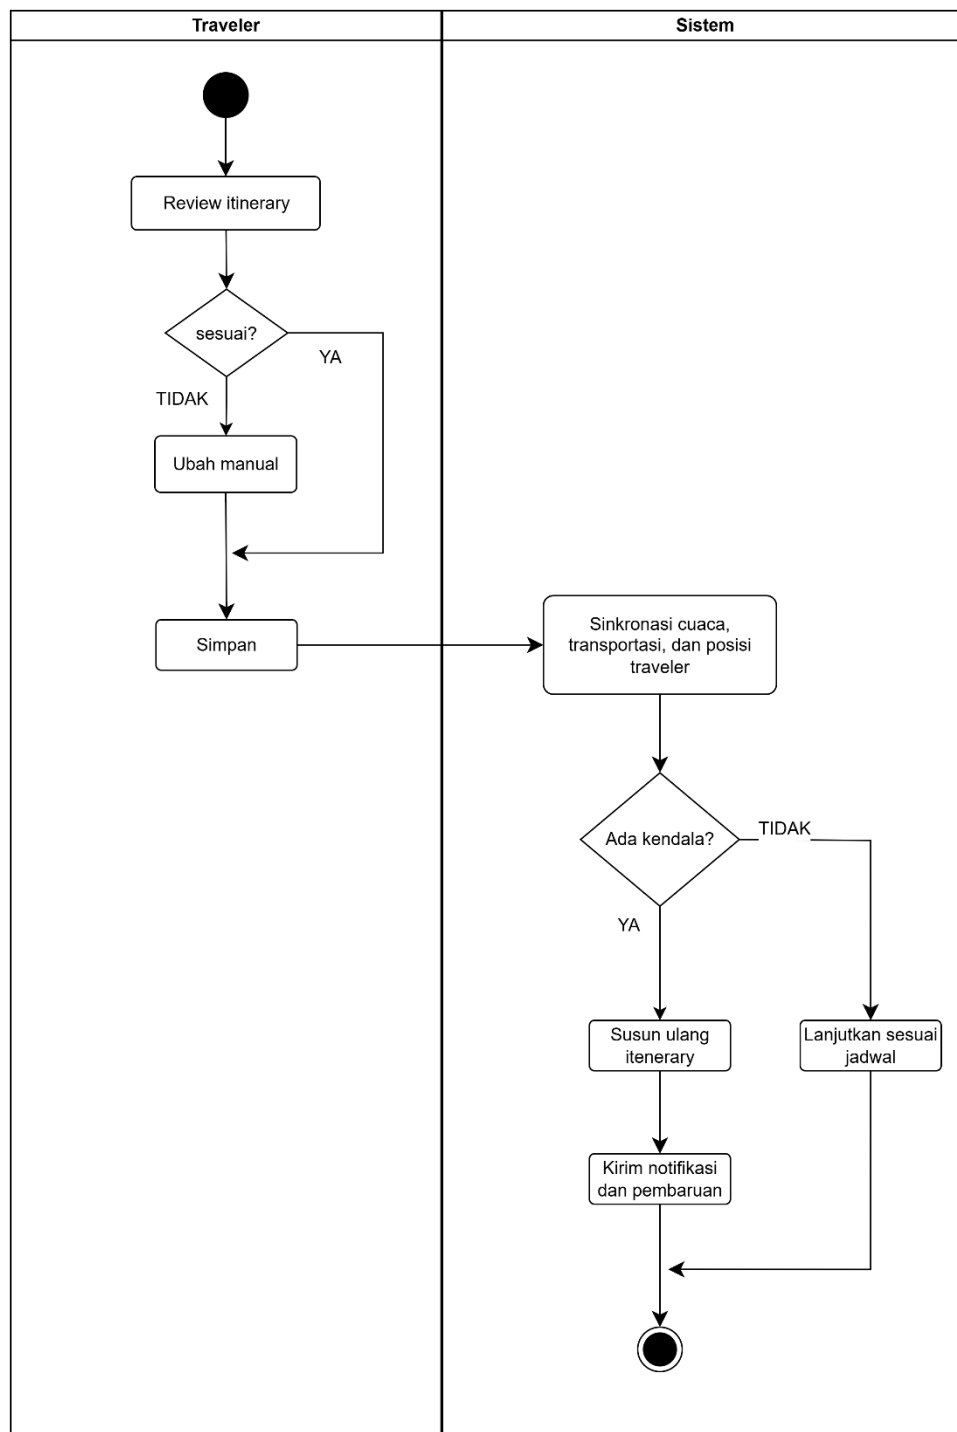 Traveler
Sistem
Review itinerary
sesuai?
YA
TIDAK
Ubah manual
Simpan
Sinkronasi cuaca,
transportasi, dan posisi
traveler
Ada kendala?
TIDAK
YA
Susun ulang
itenerary
Lanjutkan sesuai
jadwal
Kirim notifikasi
dan pembaruan